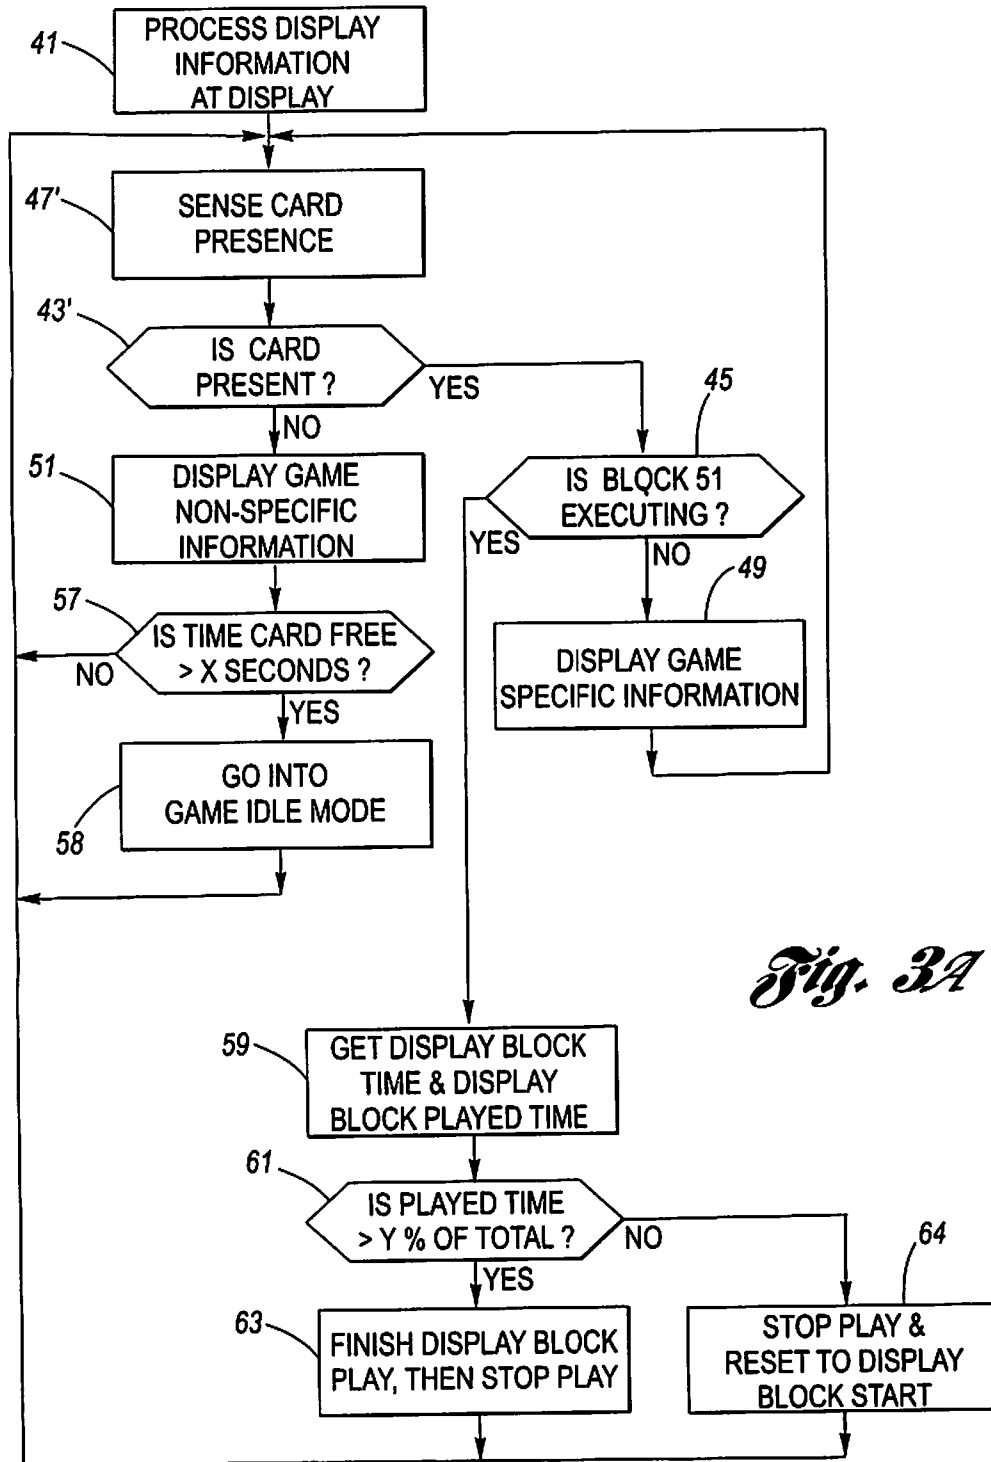 41
PROCESS DISPLAY
INFORMATION
AT DISPLAY
47'
SENSE CARD
PRESENCE
43'
IS CARD
PRESENT ?
YES
NO
45
IS BLOCK 51
EXECUTING ?
YES
NO
51
DISPLAY GAME
NON-SPECIFIC
INFORMATION
49
DISPLAY GAME
SPECIFIC INFORMATION
57
IS TIME CARD FREE
> X SECONDS ?
NO
YES
58
GO INTO
GAME IDLE MODE
Fig. 3A
59
GET DISPLAY BLOCK
TIME & DISPLAY
BLOCK PLAYED TIME
61
IS PLAYED TIME
> Y % OF TOTAL ?
NO
YES
63
FINISH DISPLAY BLOCK
PLAY, THEN STOP PLAY
64
STOP PLAY &
RESET TO DISPLAY
BLOCK START